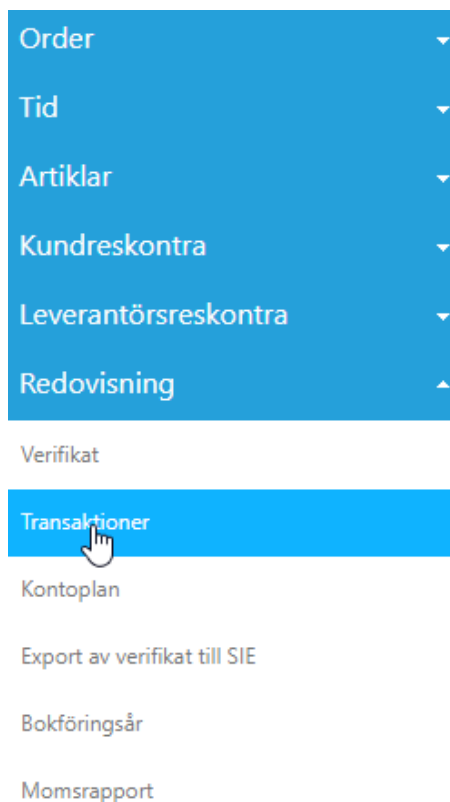 Order
Tid
Artiklar
Kundreskontra
Leverantörsreskontra
Redovisning
Verifikat
Transaktioner
Kontoplan
Export av verifikat till SIE
Bokföringsår
Momsrapport